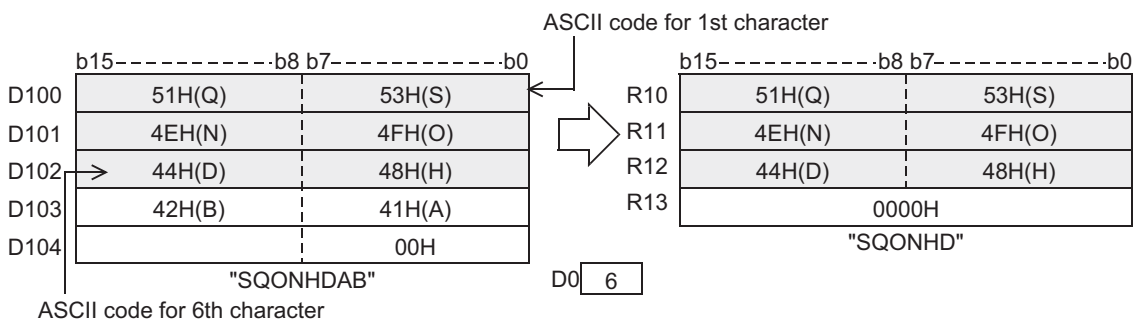 ASCII code for 1st character
b15------------b8 b7------------b0
b15------------b8 b7------------b0
D100 51H(Q) 53H(S)
R10 51H(Q) 53H(S)
D101 4EH(N) 4FH(O)
R11 4EH(N) 4FH(O)
D102 44H(D) 48H(H)
R12 44H(D) 48H(H)
D103 42H(B) 41H(A)
R13 0000H
D104 00H
"SQONHD"
"SQONHDAB"
D0 6
ASCII code for 6th character